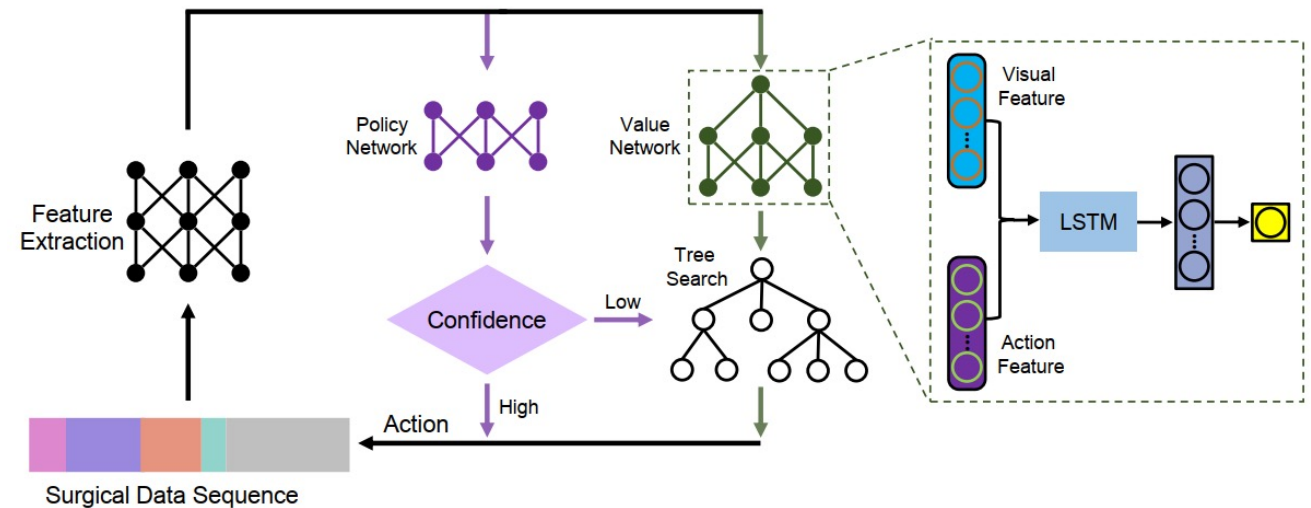 Policy
Network
Value
Network
Visual
Feature
Feature
Extraction
LSTM
Tree
Search
Confidence
Low
Action
Feature
High
Action
Surgical Data Sequence